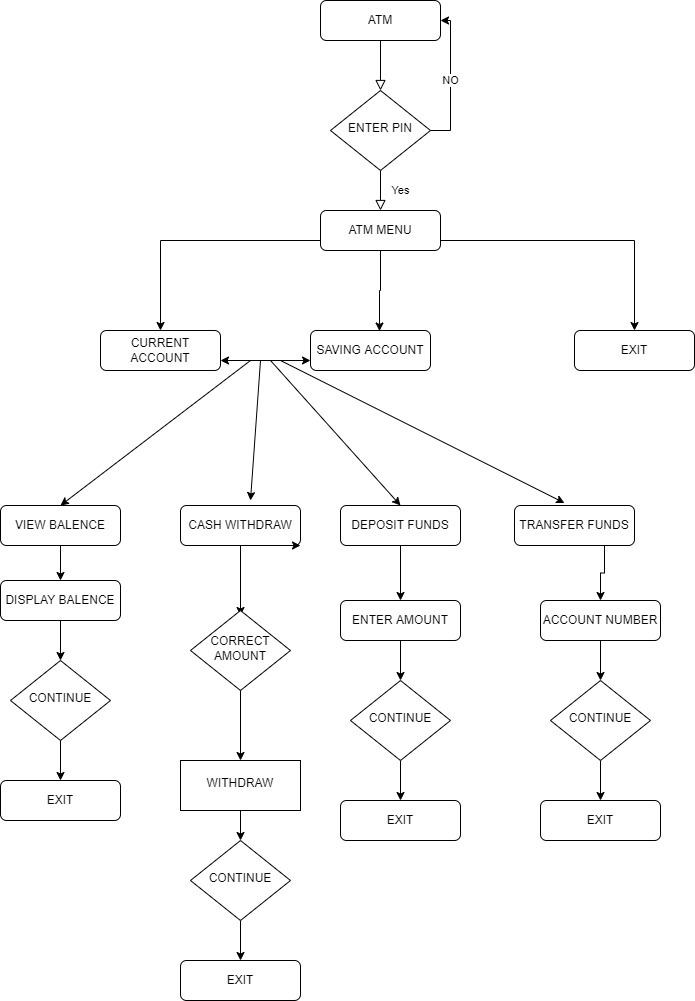 ATM
NO
ENTER PIN
Yes
ATM MENU
CURRENT
ACCOUNT
SAVING ACCOUNT
EXIT
VIEW BALENCE
CASH WITHDRAW
DEPOSIT FUNDS
TRANSFER FUNDS
DISPLAY BALENCE
CORRECT
AMOUNT
ENTER AMOUNT
ACCOUNT NUMBER
CONTINUE
CONTINUE
CONTINUE
WITHDRAW
EXIT
EXIT
EXIT
CONTINUE
EXIT